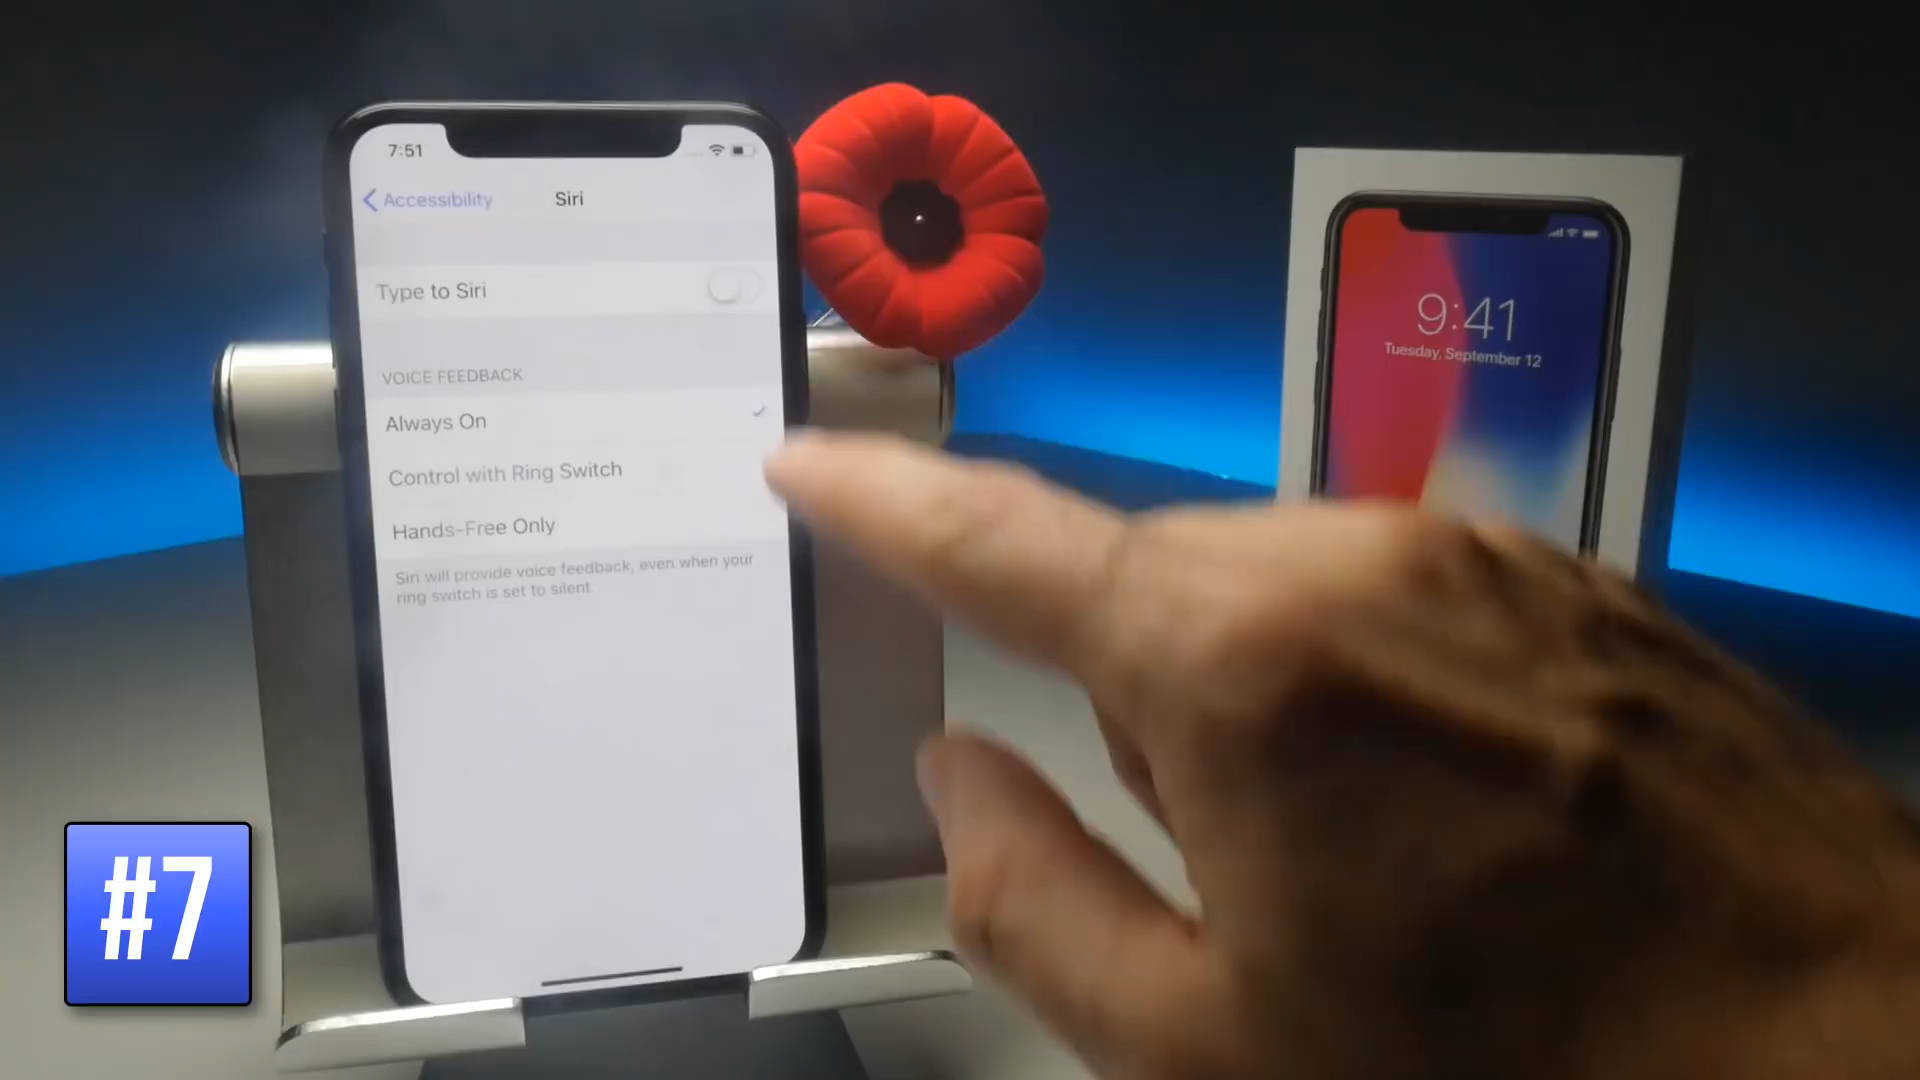 7:51
Accessibility
Siri
Type to Siri
VOICE FEEDBACK
Always On
Control with Ring Switch
Hands-Free Only
Siri will provide voice feedback, even when your
ring switch is set to silent
9:41
Tuesday, September 12
#7